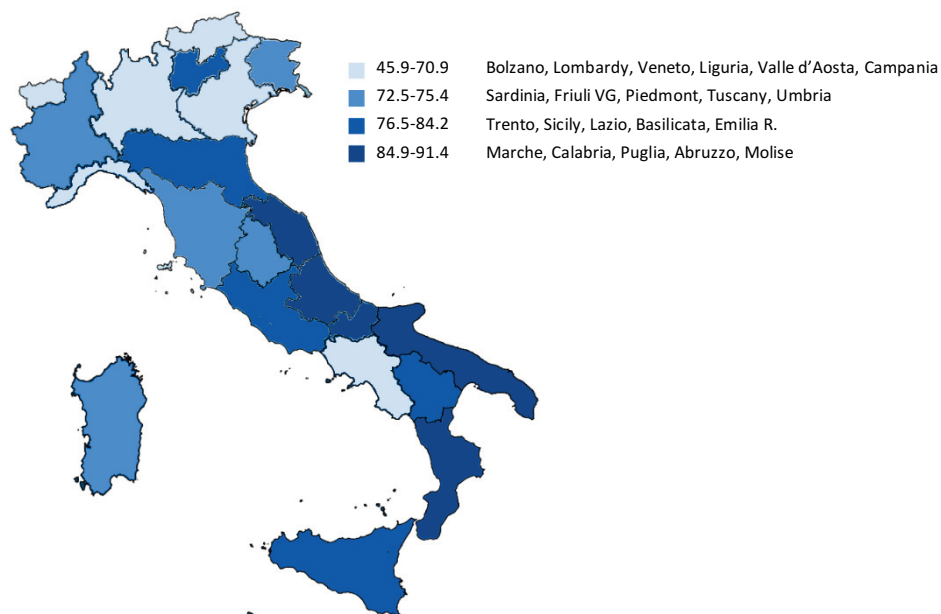 45.9-70.9 Bolzano, Lombardy, Veneto, Liguria, Valle d’Aosta, Campania
72.5-75.4 Sardinia, Friuli VG, Piedmont, Tuscany, Umbria
76.5-84.2 Trento, Sicily, Lazio, Basilicata, Emilia R.
84.9-91.4 Marche, Calabria, Puglia, Abruzzo, Molise